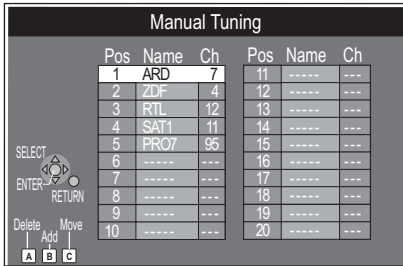 Manual Tuning
Pos Name Ch Pos Name Ch
1 ARD 7 11 ----- ---
2 ZDF 4 12 ----- ---
3 RTL 12 13 ----- ---
4 SAT1 11 14 ----- ---
5 PRO7 95 15 ----- ---
6 ----- --- 16 ----- ---
7 ----- --- 17 ----- ---
8 ----- --- 18 ----- ---
9 ----- --- 19 ----- ---
10 ----- --- 20 ----- ---
SELECT
ENTER
RETURN
Delete Add Move
A B C